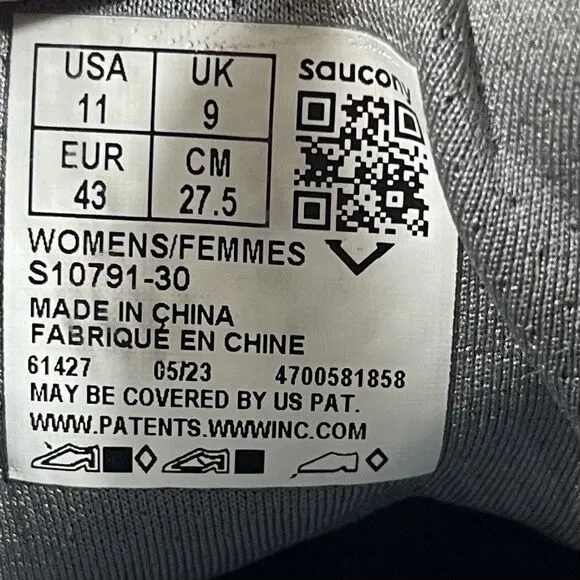 USA UK saucony
11 9
EUR CM
43 27.5
WOMENS/FEMMES
S10791-30
MADE IN CHINA
FABRIQUÉ EN CHINE
61427 05/23 4700581858
MAY BE COVERED BY US PAT.
WWW.PATENTS.WWWINC.COM